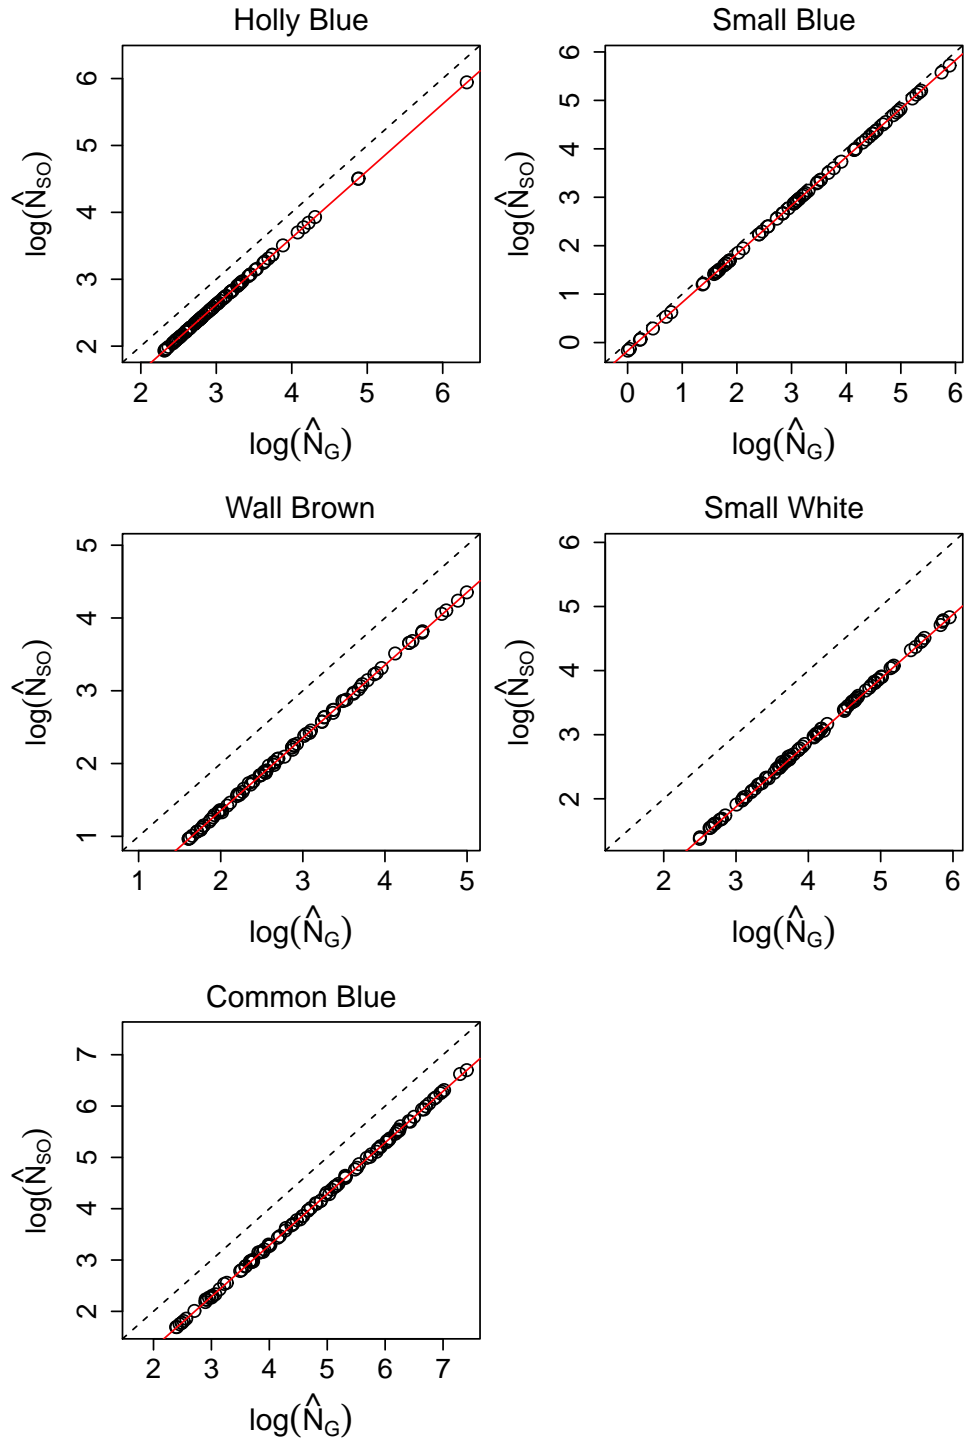 Holly Blue
log(N̂SO)
2 3 4 5 6
2 3 4 5 6
log(N̂G)
Small Blue
log(N̂SO)
0 1 2 3 4 5 6
0 1 2 3 4 5 6
log(N̂G)
Wall Brown
log(N̂SO)
1 2 3 4 5
1 2 3 4 5
log(N̂G)
Small White
log(N̂SO)
2 3 4 5 6
2 3 4 5 6
log(N̂G)
Common Blue
log(N̂SO)
2 3 4 5 6 7
2 3 4 5 6 7
log(N̂G)